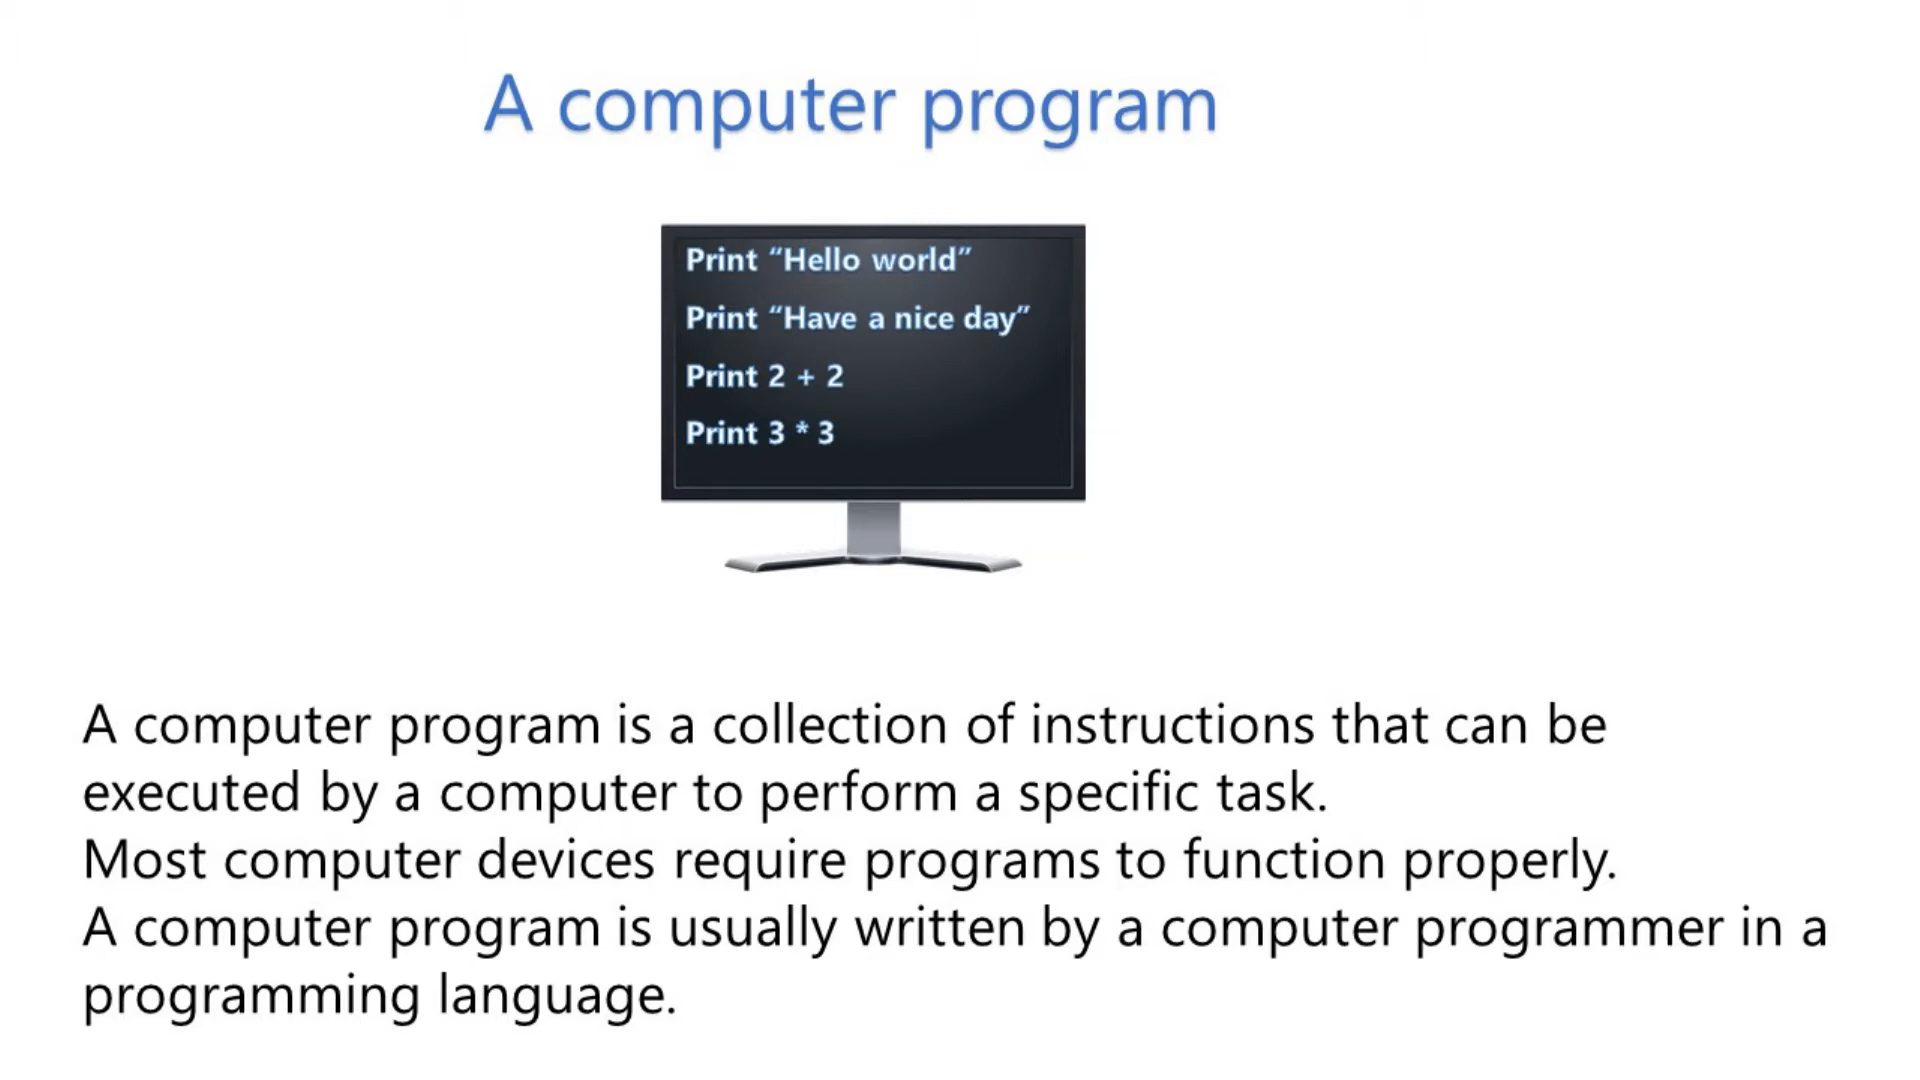 A computer program
Print “Hello world”
Print “Have a nice day”
Print 2 + 2
Print 3 * 3
A computer program is a collection of instructions that can be
executed by a computer to perform a specific task.
Most computer devices require programs to function properly.
A computer program is usually written by a computer programmer in a
programming language.